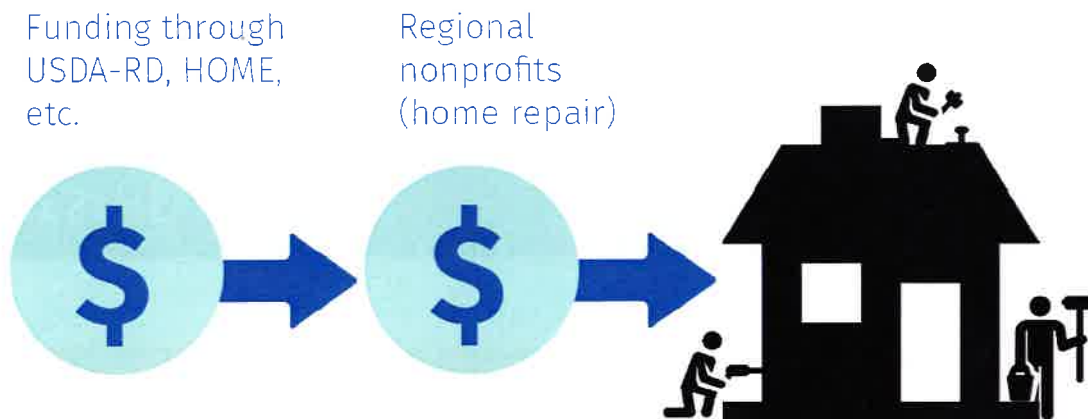 Funding through
USDA-RD, HOME,
etc.
Regional
nonprofits
(home repair)
$
$